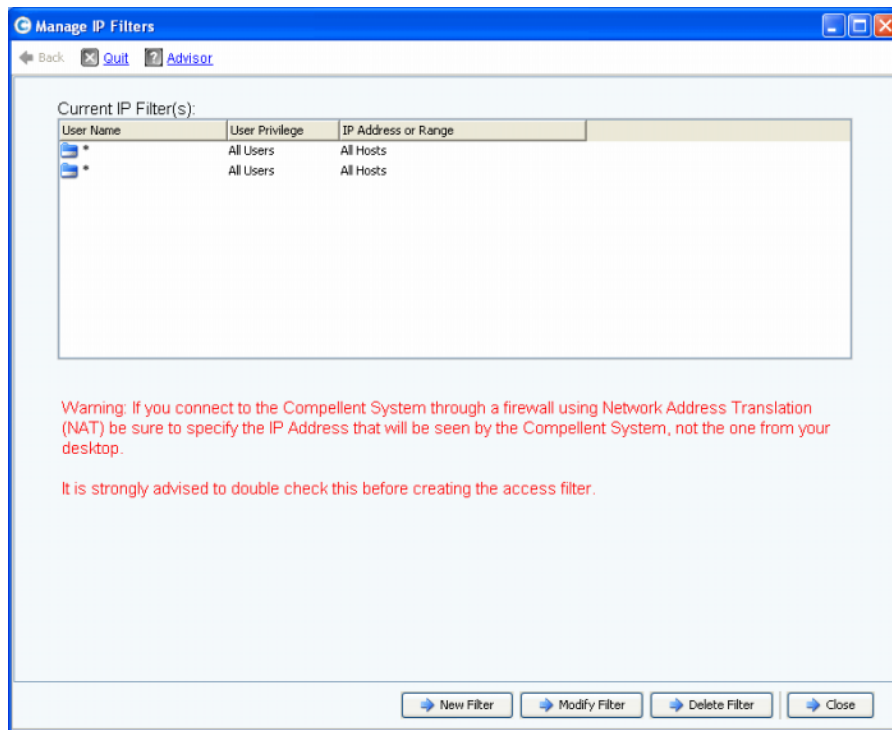 Manage IP Filters
Back Quit Advisor
Current IP Filter(s):
User Name User Privilege IP Address or Range
* All Users All Hosts
* All Users All Hosts
Warning: If you connect to the Compellent System through a firewall using Network Address Translation
(NAT) be sure to specify the IP Address that will be seen by the Compellent System, not the one from your
desktop.
It is strongly advised to double check this before creating the access filter.
New Filter Modify Filter Delete Filter Close